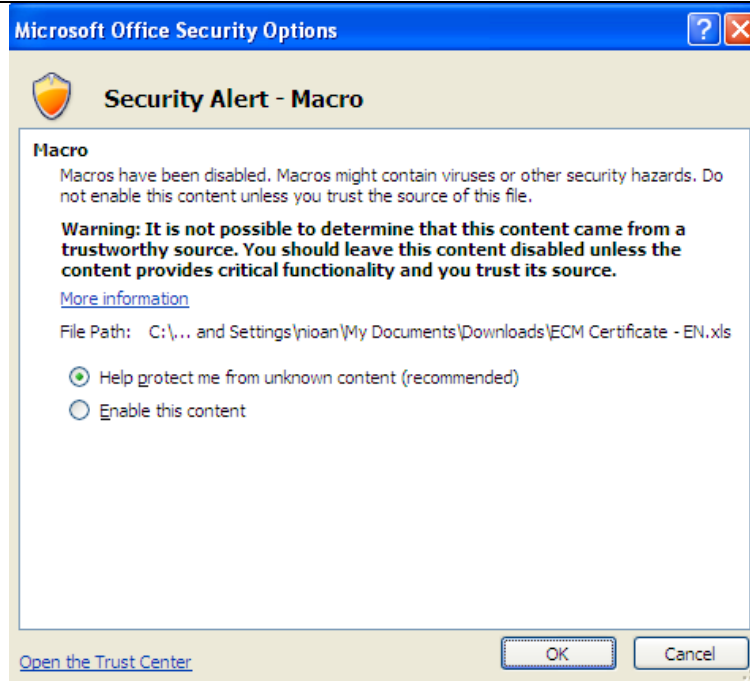 Microsoft Office Security Options
Security Alert - Macro
Macro
Macros have been disabled. Macros might contain viruses or other security hazards. Do
not enable this content unless you trust the source of this file.
Warning: It is not possible to determine that this content came from a
trustworthy source. You should leave this content disabled unless the
content provides critical functionality and you trust its source.
More information
File Path: C:\... and Settings\nioan\My Documents\Downloads\ECM Certificate - EN.xls
Help protect me from unknown content (recommended)
Enable this content
Open the Trust Center
OK
Cancel